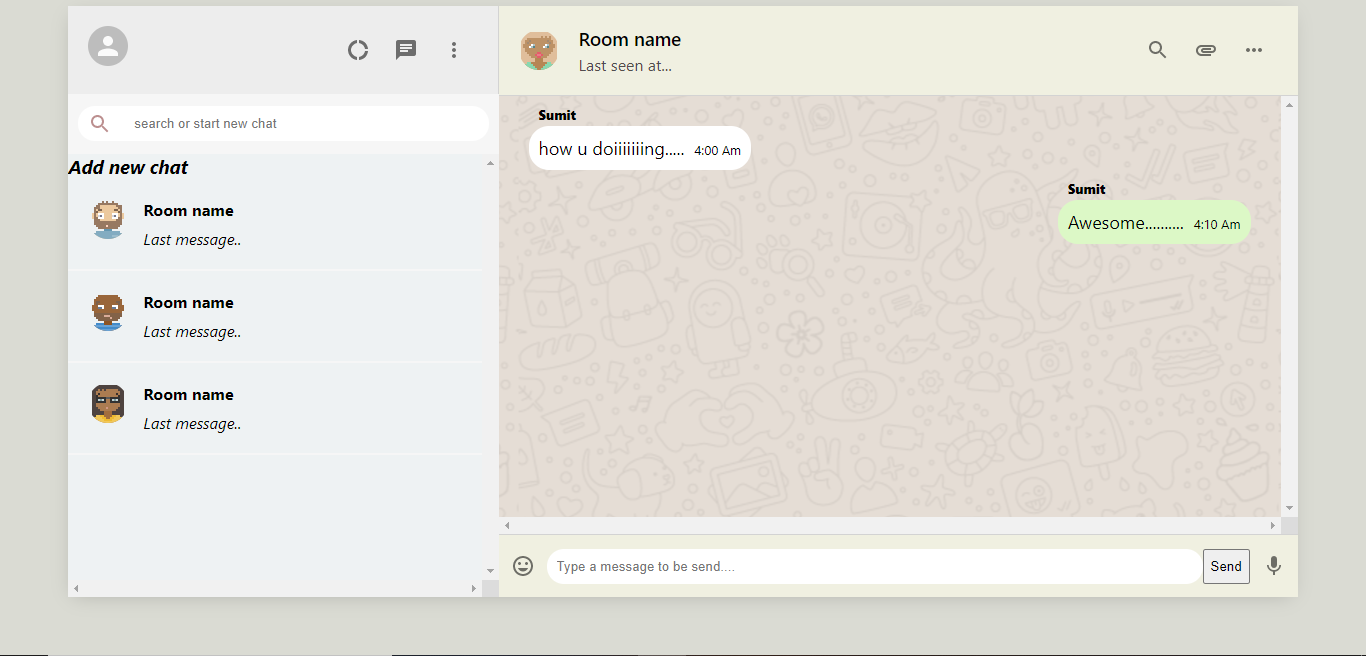 Room name
Last seen at...
search or start new chat
Add new chat
Room name
Last message..
Room name
Last message..
Room name
Last message..
Sumit
how u doiiiiiiing..... 4:00 Am
Sumit
Awesome.......... 4:10 Am
Type a message to be send....
Send